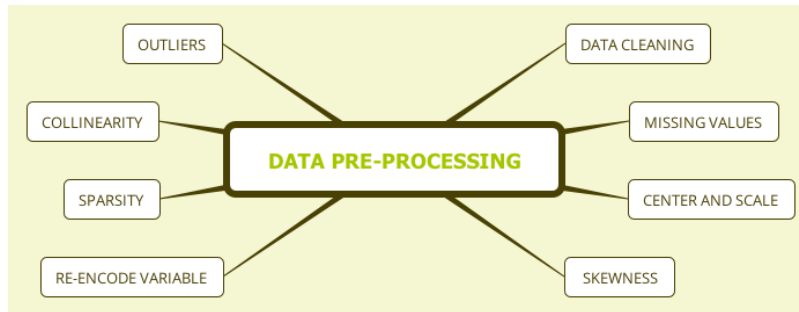 OUTLIERS
DATA CLEANING
COLLINEARITY
MISSING VALUES
DATA PRE-PROCESSING
SPARSITY
CENTER AND SCALE
RE-ENCODE VARIABLE
SKEWNESS